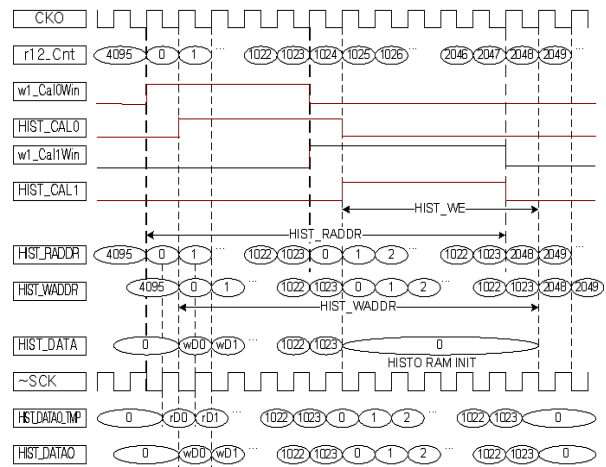 CKO
r12_Cnt 4095 0 1 ... 1022 1023 1024 1025 1026 ... 2046 2047 2048 2049 ...
w1_Cal0Win
HIST_CAL0
w1_Cal1Win
HIST_CAL1
HIST_WE
HIST_RADDR
HIST_RADDR 4095 0 1 ... 1022 1023 0 1 2 ... 1022 1023 2048 2049 ...
HIST_WADDR 4095 0 1 ... 1022 1023 0 1 2 ... 1022 1023 2048 2049
HIST_WADDR
HIST_DATA 0 wD0 wD1 ... 1022 1023 0
HISTO RAM INIT
~SCK
HIST_DATAO_TMP 0 rD0 rD1 ... 1022 1023 0 1 2 ... 1022 1023 0
HIST_DATAO 0 wD0 wD1 ... 1022 1023 0 1 2 ... 1022 1023 0